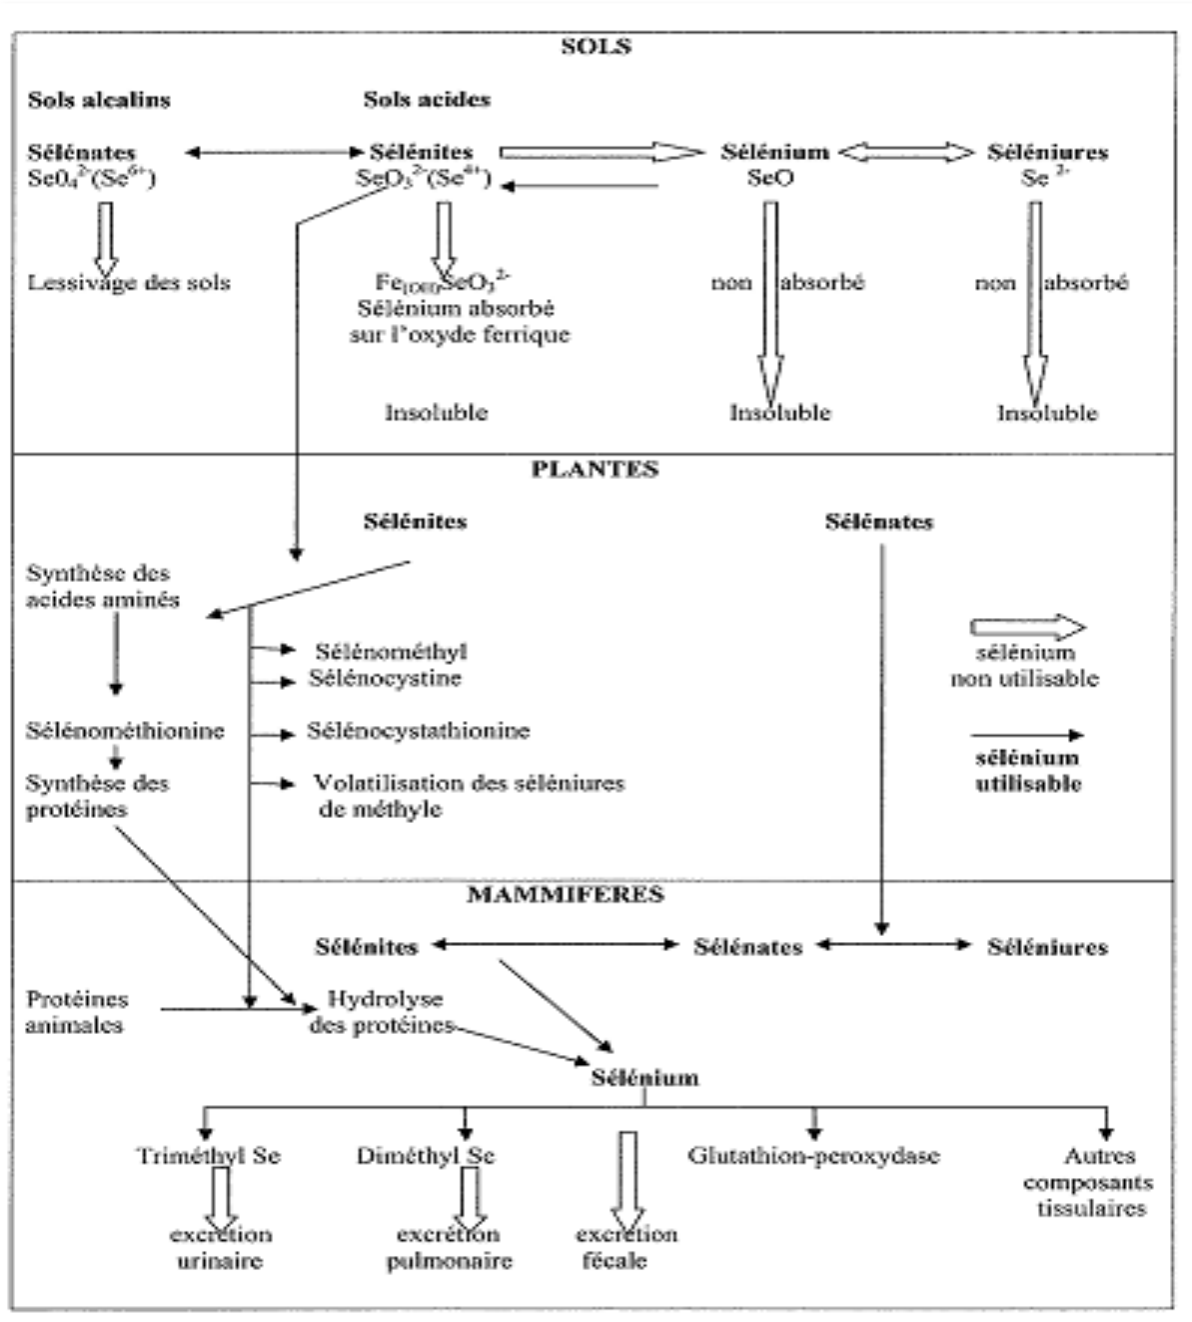 SOLS
Sols alcalins
Sols acides
Sélénates
Sélénites
Sélénium
Séléniures
Se04²⁻(Se⁶⁺)
SeO₃²⁻(Se⁴⁺)
SeO
Se ²⁻
Lessivage des sols
Fe(OH)SeO₃²⁻
Sélénium absorbé
sur l'oxyde ferrique
non absorbé
non absorbé
Insoluble
Insoluble
Insoluble
PLANTES
Sélénites
Sélénates
Synthèse des
acides aminés
Sélénométhyl
Sélénocystine
sélénium
non utilisable
Sélénométhionine
Sélénocystathionine
sélénium
utilisable
Synthèse des
protéines
Volatilisation des séléniures
de méthyle
MAMMIFERES
Sélénites
Sélénates
Séléniures
Protéines
animales
Hydrolyse
des protéines
Sélénium
Triméthyl Se
Diméthyl Se
Glutathion-peroxydase
Autres
composants
tissulaires
excrétion
urinaire
excrétion
pulmonaire
excrétion
fécale